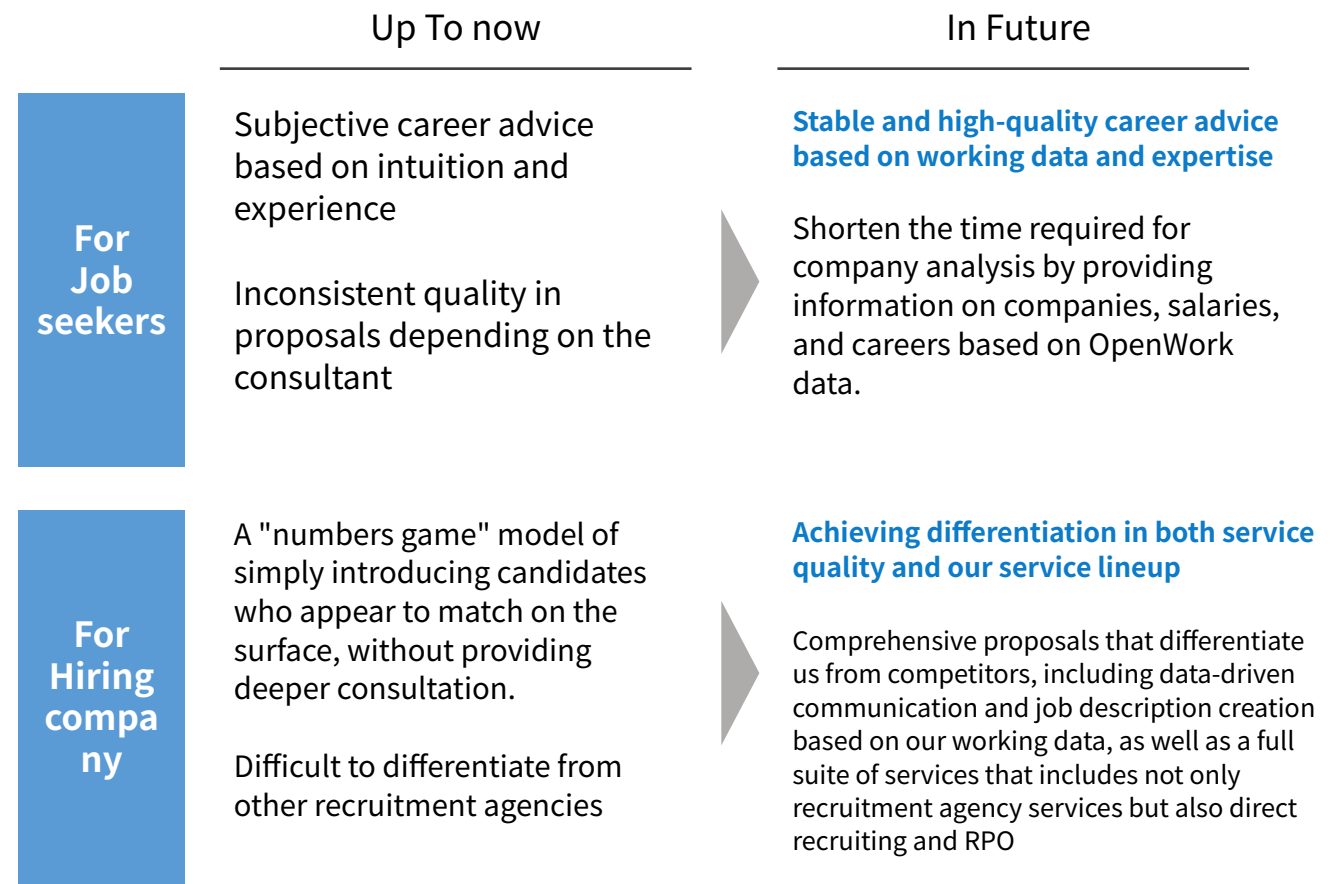 Up To now
In Future
For
Job
seekers
Subjective career advice
based on intuition and
experience
Inconsistent quality in
proposals depending on the
consultant
Stable and high-quality career advice
based on working data and expertise
Shorten the time required for
company analysis by providing
information on companies, salaries,
and careers based on OpenWork
data.
For
Hiring
compa
ny
A "numbers game" model of
simply introducing candidates
who appear to match on the
surface, without providing
deeper consultation.
Difficult to differentiate from
other recruitment agencies
Achieving differentiation in both service
quality and our service lineup
Comprehensive proposals that differentiate
us from competitors, including data-driven
communication and job description creation
based on our working data, as well as a full
suite of services that includes not only
recruitment agency services but also direct
recruiting and RPO